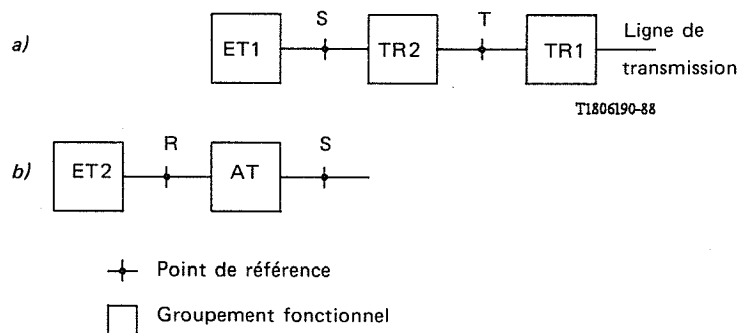 a)
S
T
ET1
TR2
TR1
Ligne de
transmission
T1806190-88
b)
R
S
ET2
AT
Point de référence
Groupement fonctionnel